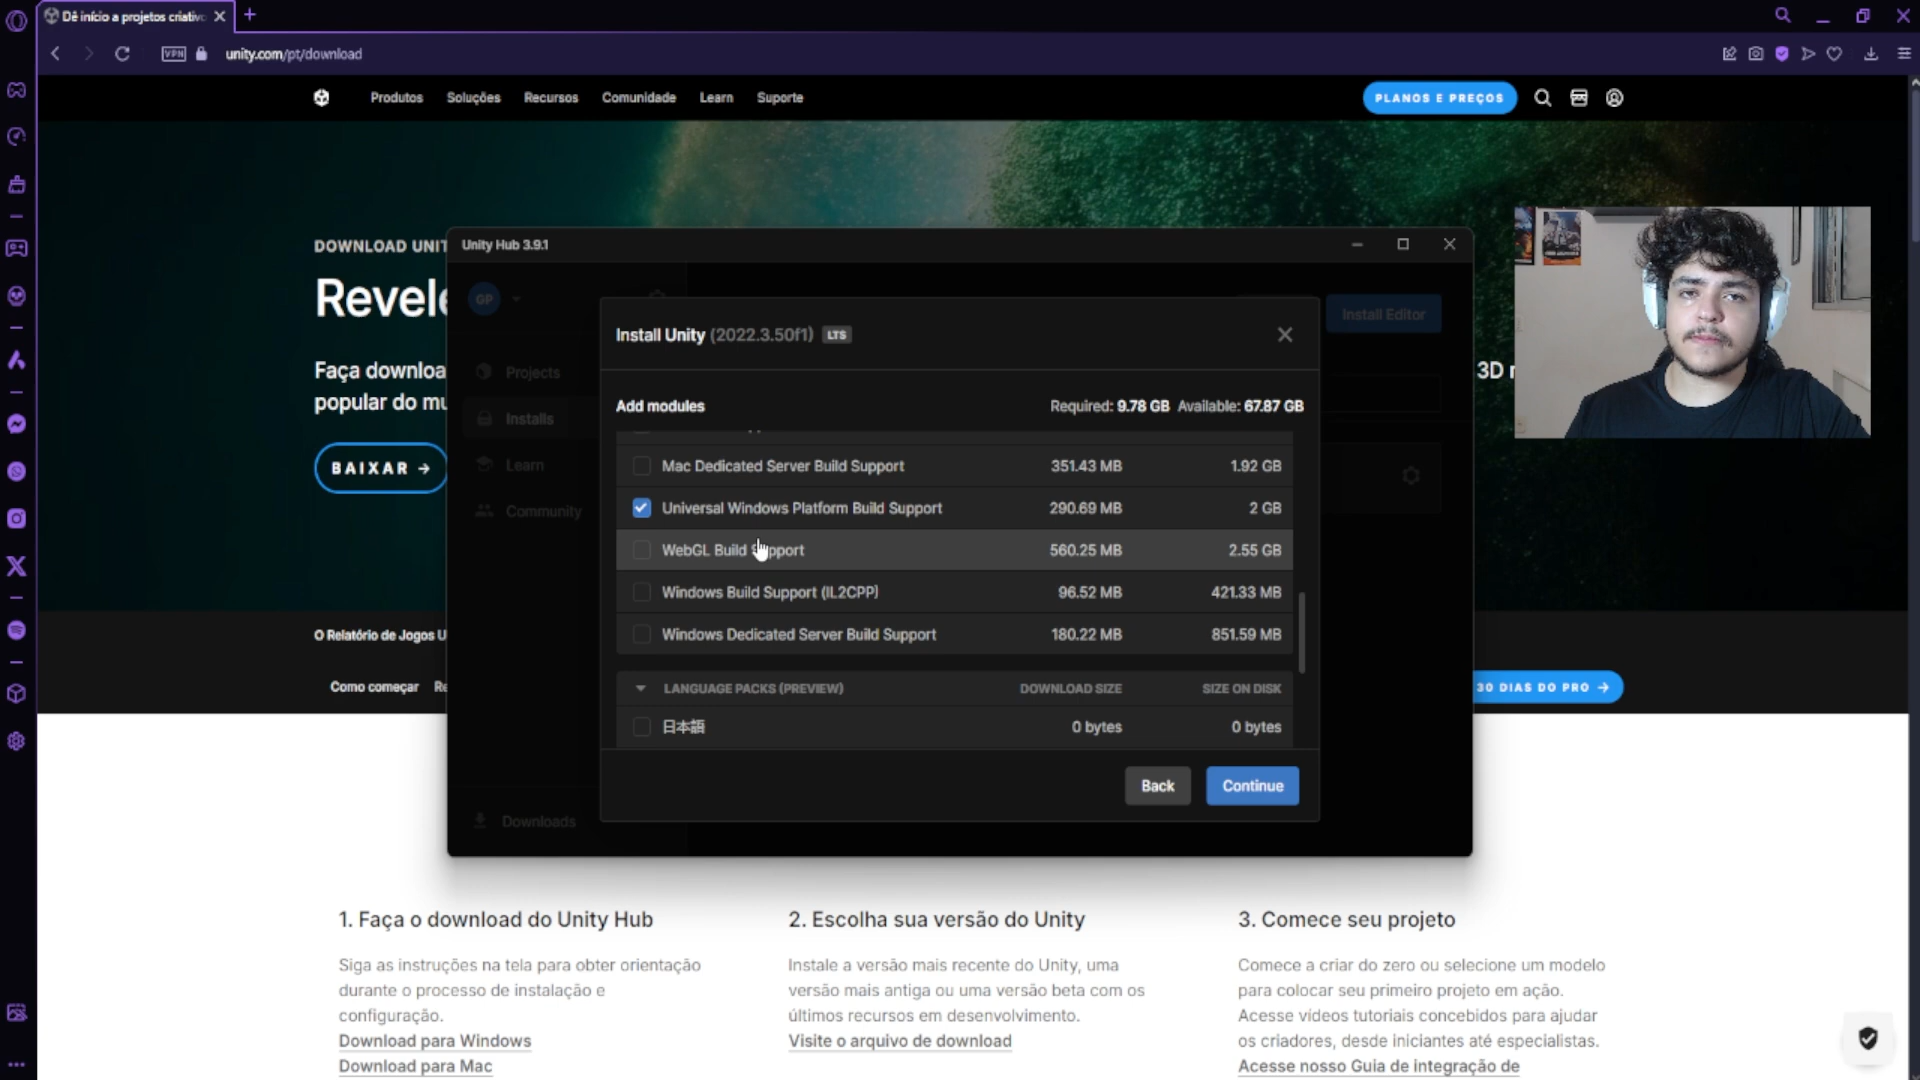 Dê início a projetos criativ
VPN
unity.com/pt/download
Produtos
Soluções
Recursos
Comunidade
Learn
Suporte
PLANOS E PREÇOS
DOWNLOAD UNIT
Revele
Faça downloa
popular do mu
3D r
BAIXAR →
O Relatório de Jogos U
Como começar
Re
30 DIAS DO PRO →
Unity Hub 3.9.1
GP
Install Editor
Projects
Installs
Learn
Community
Downloads
Install Unity (2022.3.50f1) LTS
Add modules
Required: 9.78 GB Available: 67.87 GB
Mac Dedicated Server Build Support 351.43 MB 1.92 GB
Universal Windows Platform Build Support 290.69 MB 2 GB
WebGL Build Support 560.25 MB 2.55 GB
Windows Build Support (IL2CPP) 96.52 MB 421.33 MB
Windows Dedicated Server Build Support 180.22 MB 851.59 MB
LANGUAGE PACKS (PREVIEW) DOWNLOAD SIZE SIZE ON DISK
日本語 0 bytes 0 bytes
Back
Continue
1. Faça o download do Unity Hub
Siga as instruções na tela para obter orientação
durante o processo de instalação e
configuração.
Download para Windows
Download para Mac
2. Escolha sua versão do Unity
Instale a versão mais recente do Unity, uma
versão mais antiga ou uma versão beta com os
últimos recursos em desenvolvimento.
Visite o arquivo de download
3. Comece seu projeto
Comece a criar do zero ou selecione um modelo
para colocar seu primeiro projeto em ação.
Acesse vídeos tutoriais concebidos para ajudar
os criadores, desde iniciantes até especialistas.
Acesse nosso Guia de integração de